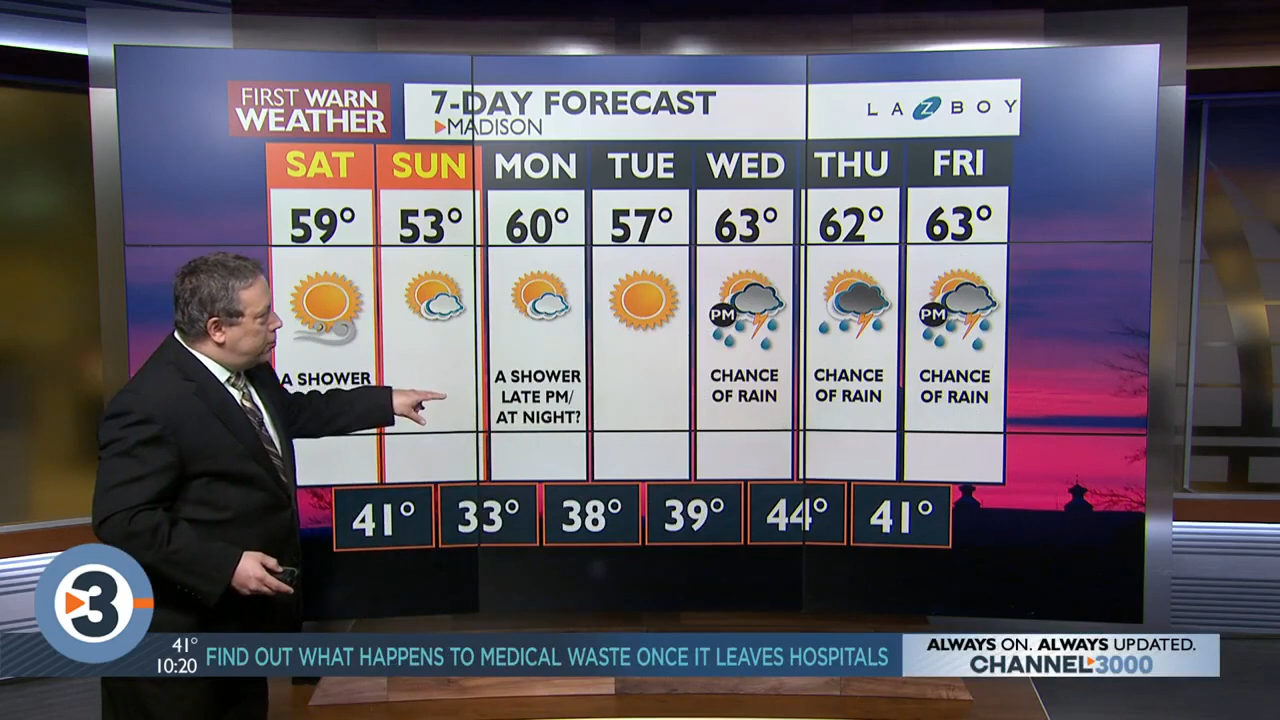 FIRST WARN
WEATHER
7-DAY FORECAST
MADISON
LA Z BOY
SAT SUN MON TUE WED THU FRI
59° 53° 60° 57° 63° 62° 63°
PM PM
A SHOWER
A SHOWER
LATE PM/
AT NIGHT?
CHANCE
OF RAIN
CHANCE
OF RAIN
CHANCE
OF RAIN
41° 33° 38° 39° 44° 41°
3
41°
10:20
FIND OUT WHAT HAPPENS TO MEDICAL WASTE ONCE IT LEAVES HOSPITALS
ALWAYS ON. ALWAYS UPDATED.
CHANNEL3000